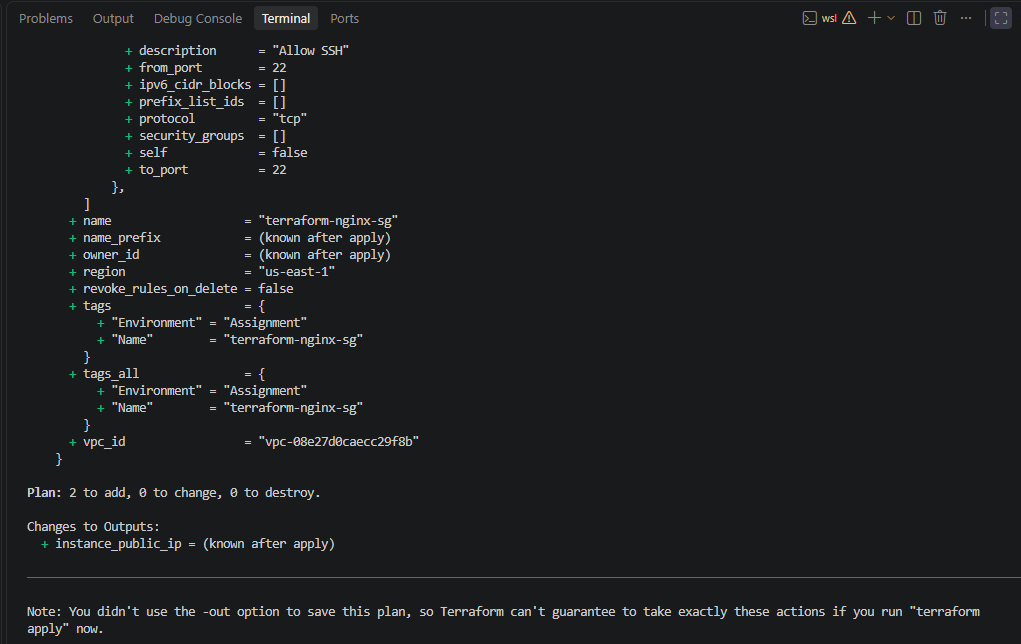 Problems Output Debug Console Terminal Ports wsl
+ description      = "Allow SSH"
+ from_port        = 22
+ ipv6_cidr_blocks = []
+ prefix_list_ids  = []
+ protocol         = "tcp"
+ security_groups  = []
+ self             = false
+ to_port          = 22
},
]
+ name                   = "terraform-nginx-sg"
+ name_prefix            = (known after apply)
+ owner_id               = (known after apply)
+ region                 = "us-east-1"
+ revoke_rules_on_delete = false
+ tags                   = {
+ "Environment" = "Assignment"
+ "Name"        = "terraform-nginx-sg"
}
+ tags_all               = {
+ "Environment" = "Assignment"
+ "Name"        = "terraform-nginx-sg"
}
+ vpc_id                 = "vpc-08e27d0caecc29f8b"
}
Plan: 2 to add, 0 to change, 0 to destroy.
Changes to Outputs:
+ instance_public_ip = (known after apply)
Note: You didn't use the -out option to save this plan, so Terraform can't guarantee to take exactly these actions if you run "terraform
apply" now.